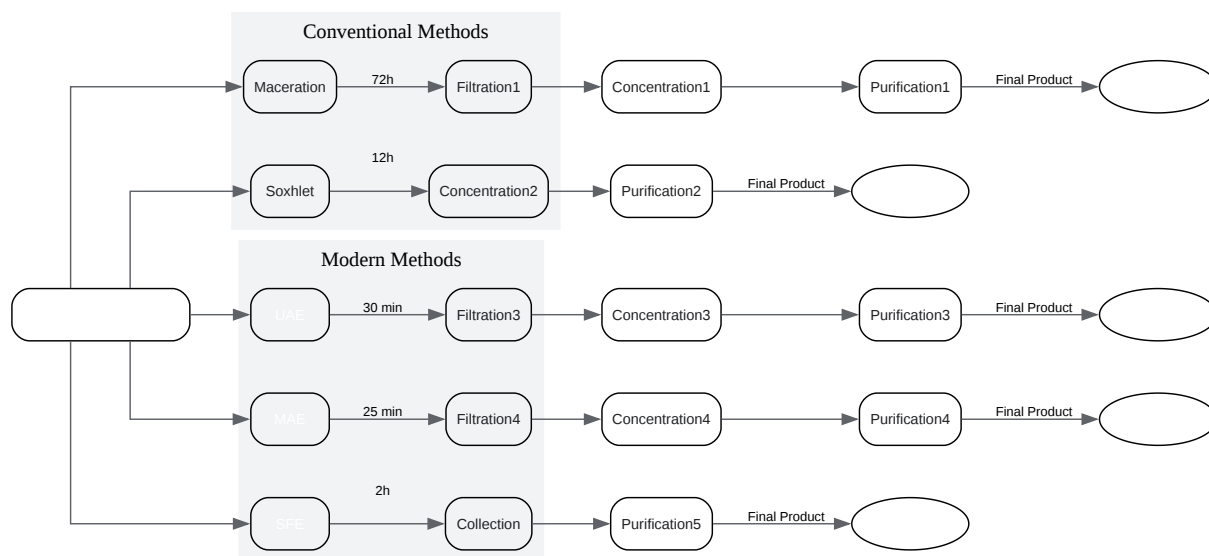 Conventional Methods
Maceration 72h Filtration1 Concentration1 Purification1 Final Product
Soxhlet 12h Concentration2 Purification2 Final Product
Modern Methods
UAE 30 min Filtration3 Concentration3 Purification3 Final Product
MAE 25 min Filtration4 Concentration4 Purification4 Final Product
SFE 2h Collection Purification5 Final Product